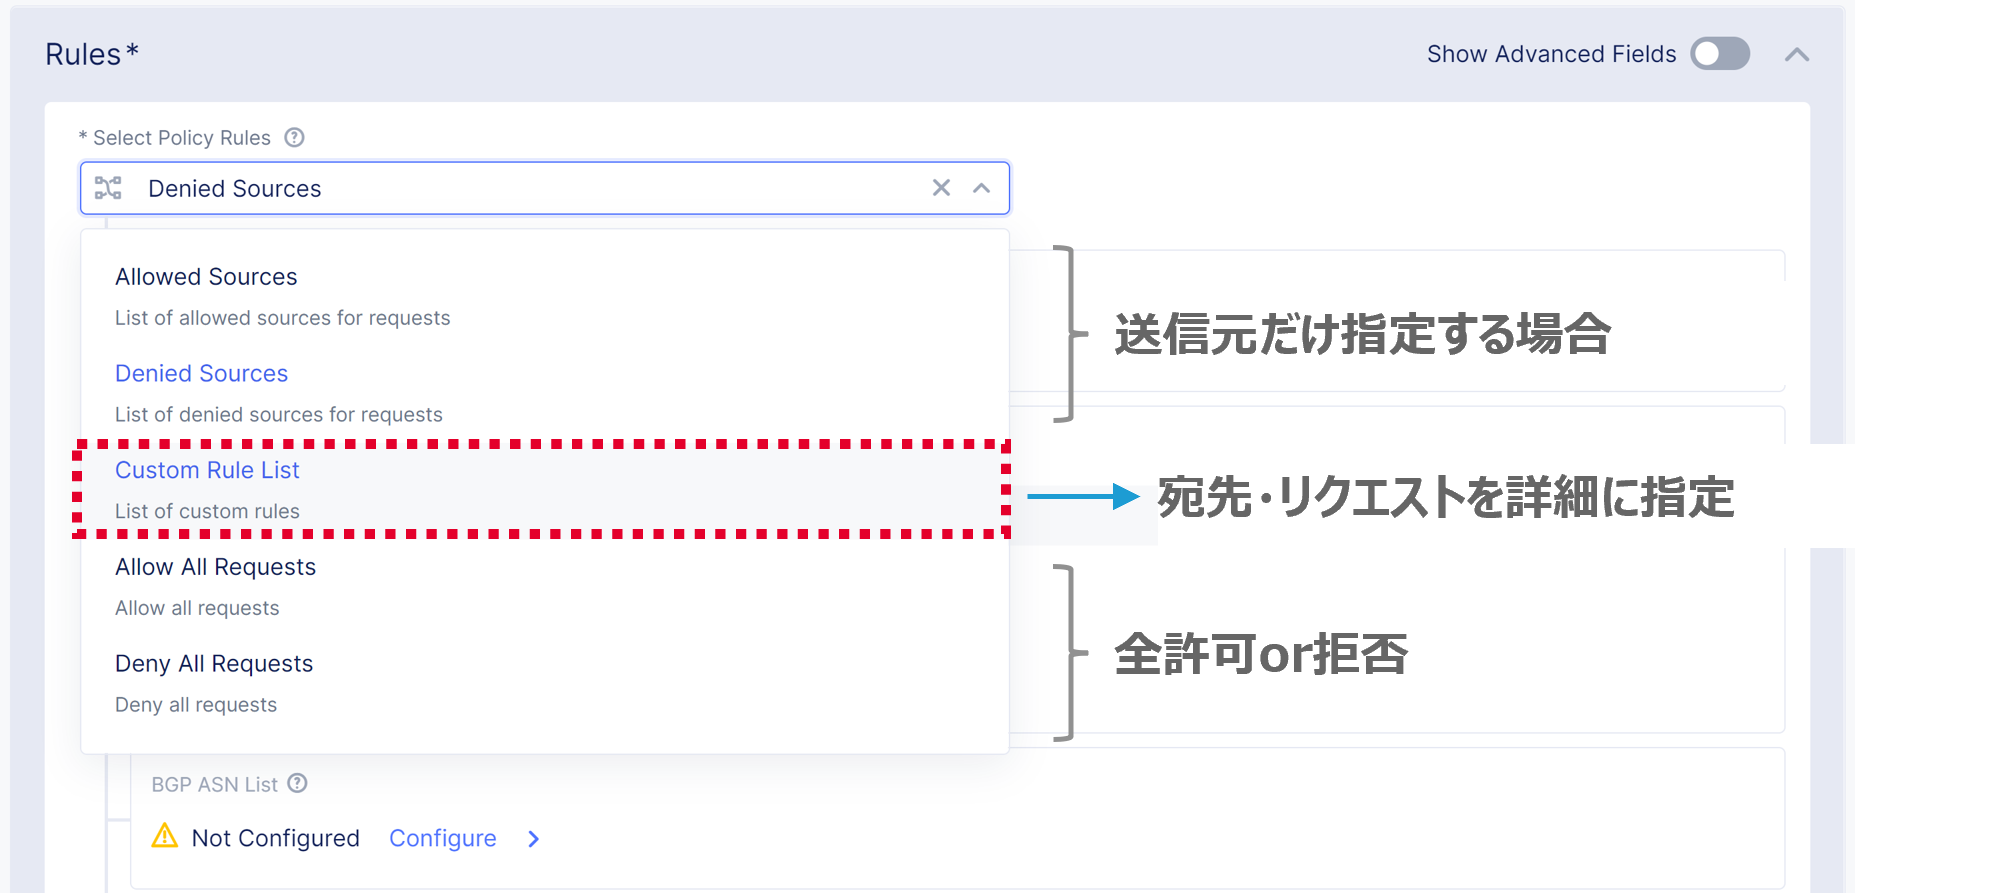 Rules*
Show Advanced Fields
* Select Policy Rules
Denied Sources
Allowed Sources
List of allowed sources for requests
Denied Sources
List of denied sources for requests
送信元だけ指定する場合
Custom Rule List
List of custom rules
宛先・リクエストを詳細に指定
Allow All Requests
Allow all requests
Deny All Requests
Deny all requests
全許可or拒否
BGP ASN List
Not Configured Configure